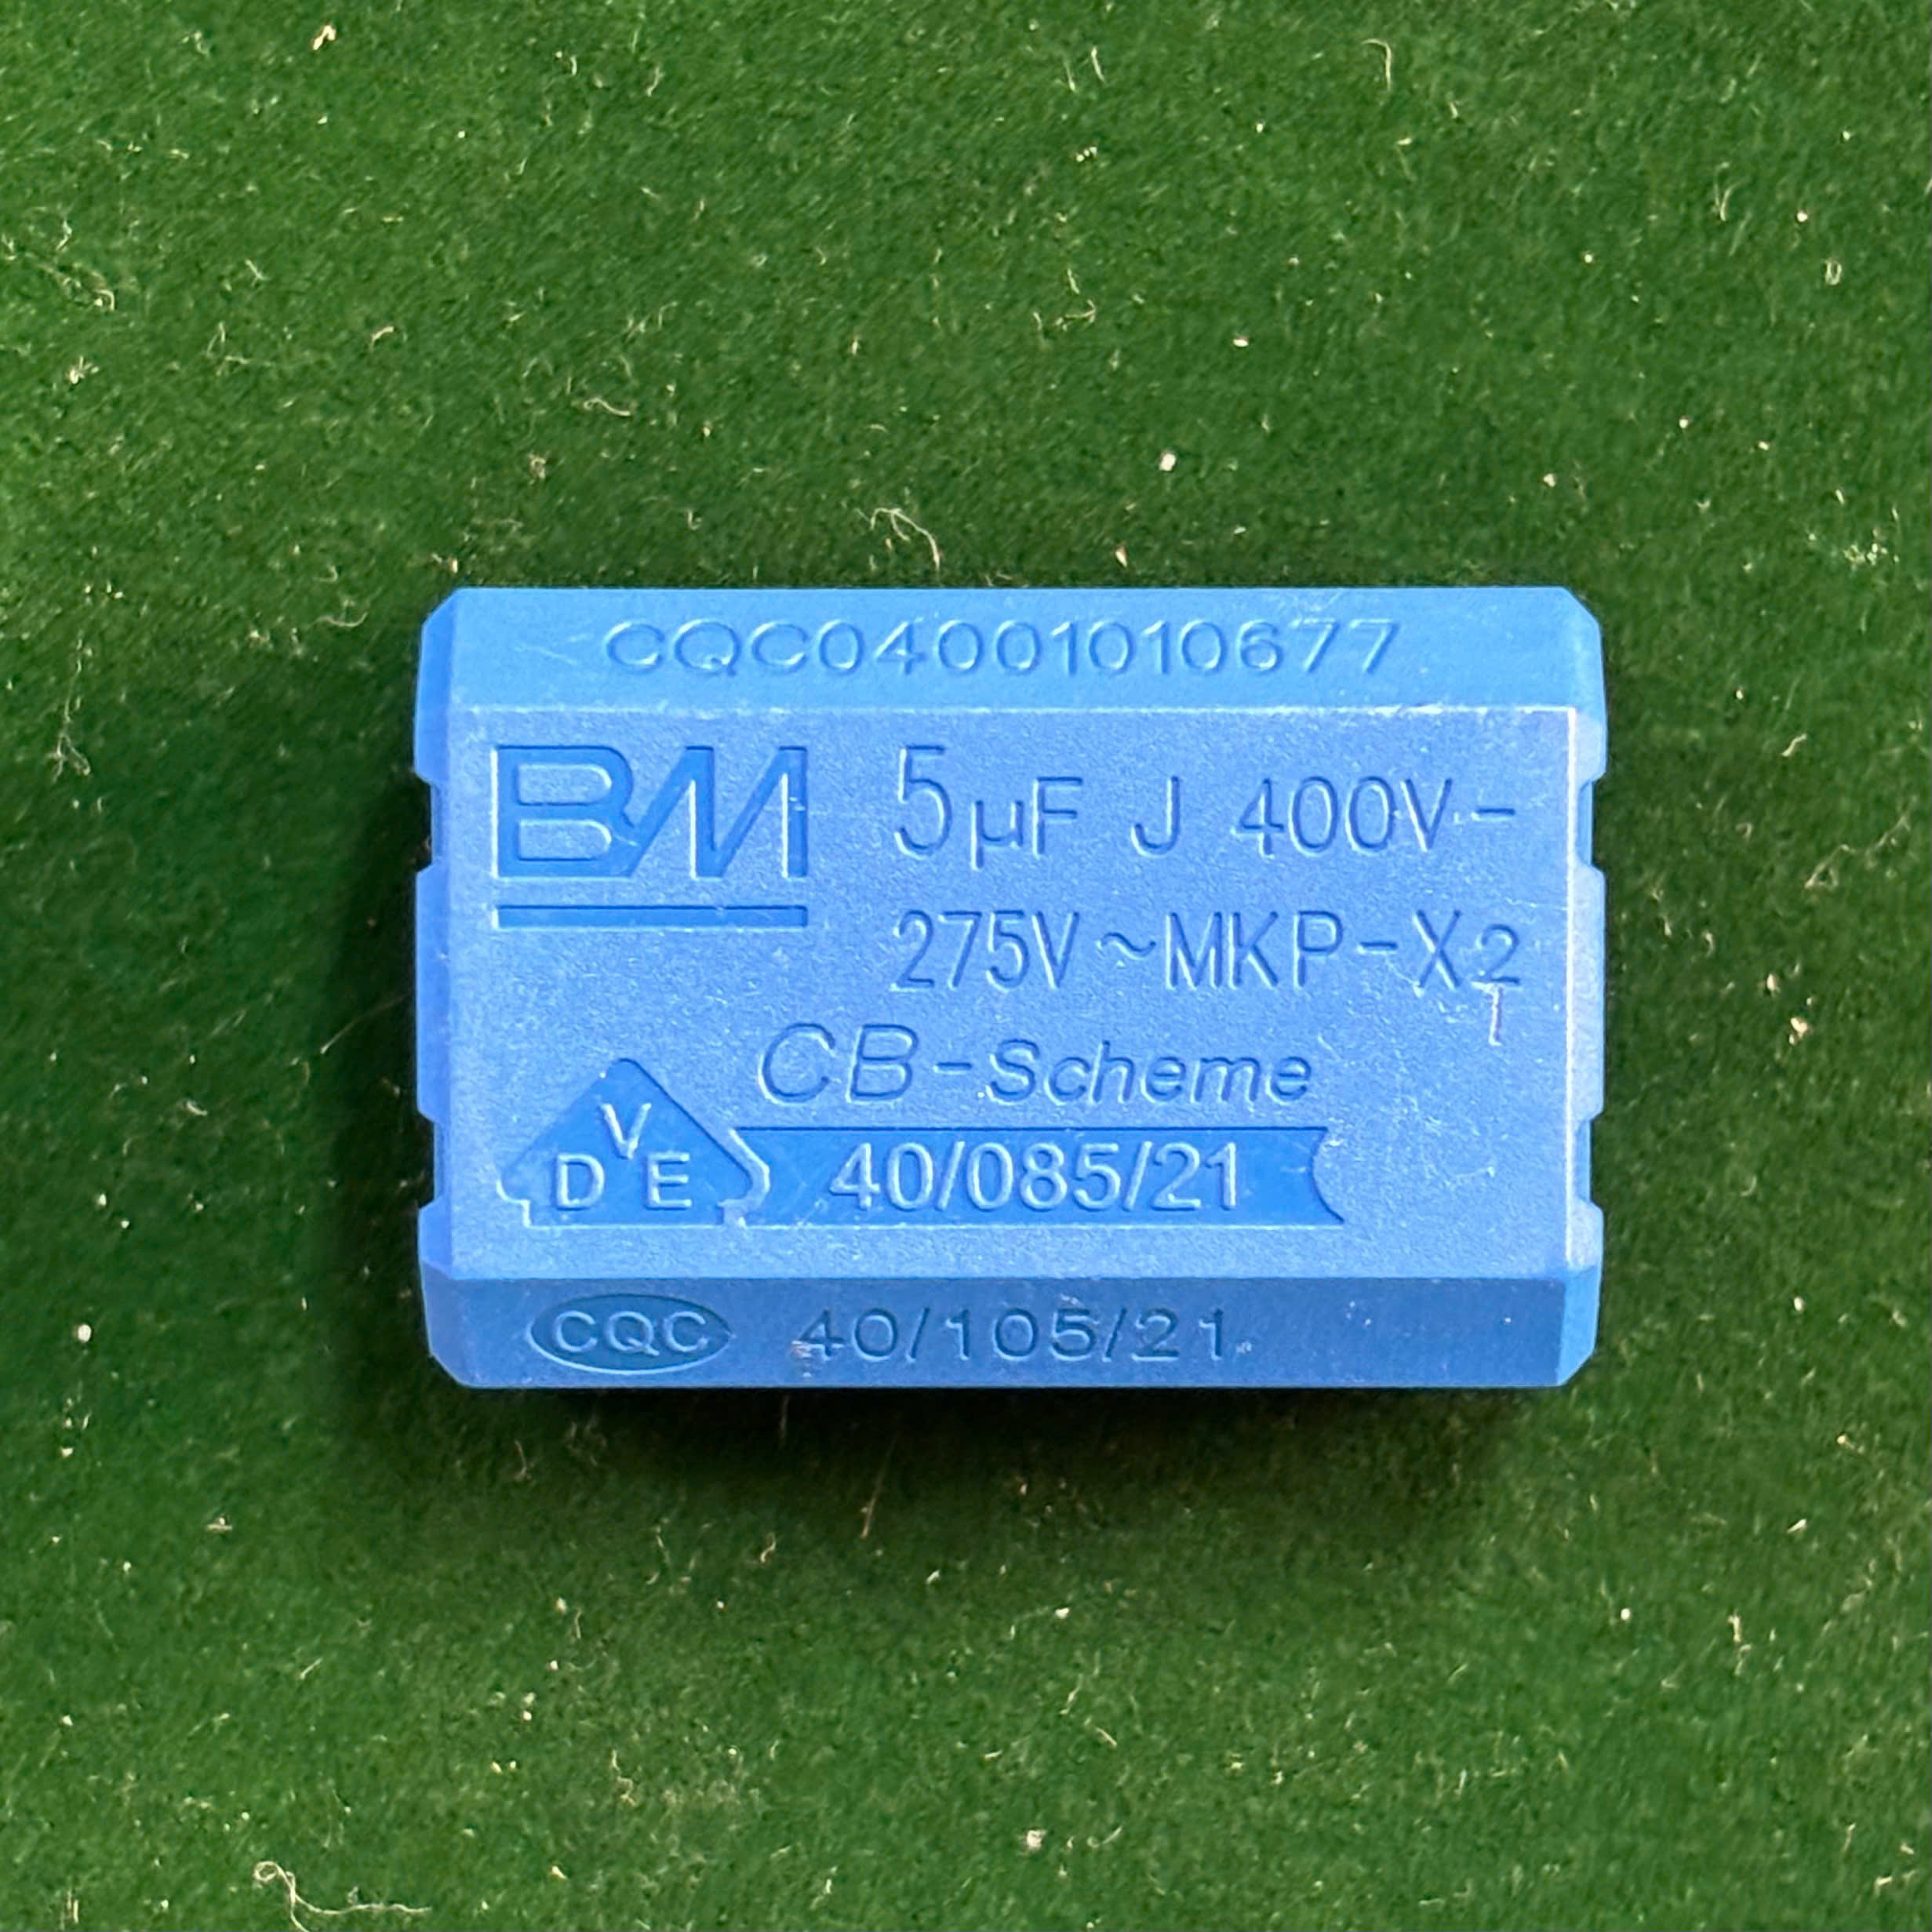 CQC04001010677
BM 5µF J 400V-
275V~MKP-X2
CB-Scheme
VDE 40/085/21
CQC 40/105/21